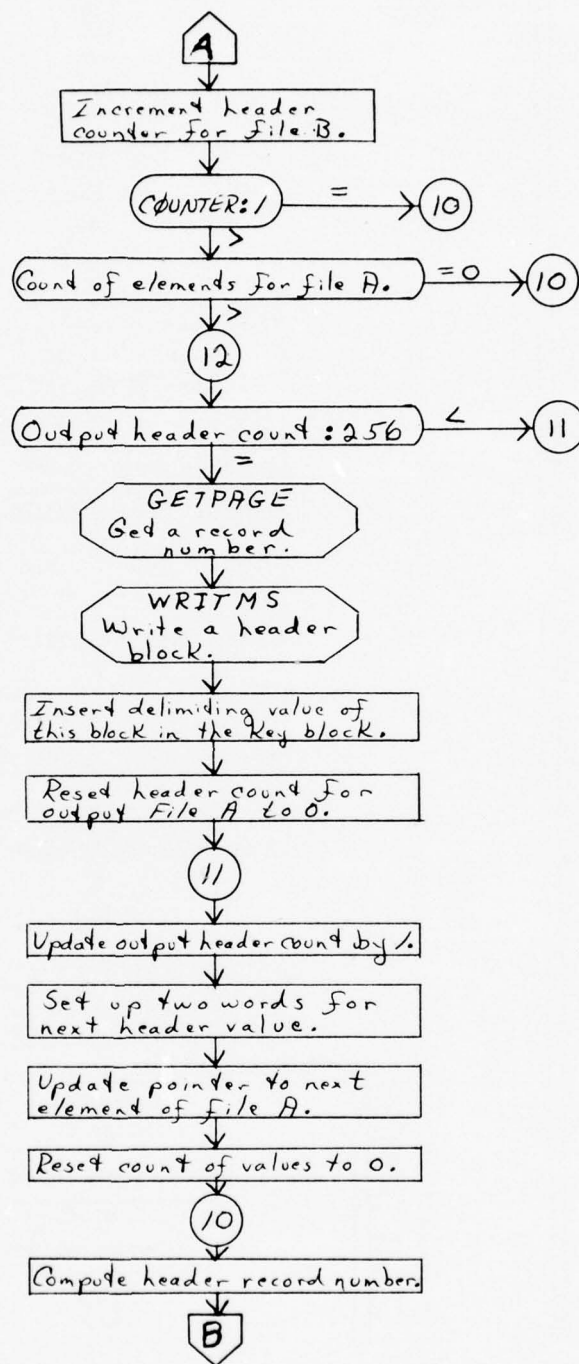 A
Increment header
counter for file B.
COUNTER:1
=
10
>
Count of elements for file A.
=0
10
>
12
Output header count :256
<
11
=
GETPAGE
Get a record
number.
WRITMS
Write a header
block.
Insert delimiding value of
this block in the Key block.
Reset header count for
output File A to 0.
11
Update output header count by 1.
Set up two words for
next header value.
Update pointer to next
element of file A.
Reset count of values to 0.
10
Compute header record number.
B